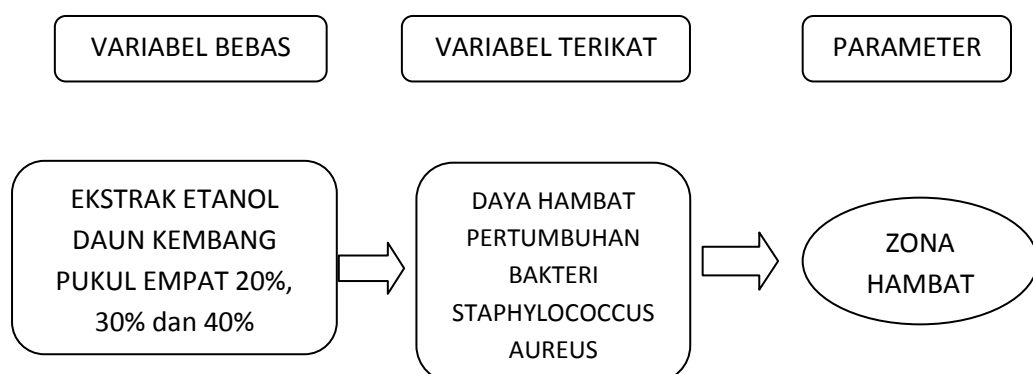 VARIABEL BEBAS
VARIABEL TERIKAT
PARAMETER
EKSTRAK ETANOL
DAUN KEMBANG
PUKUL EMPAT 20%,
30% dan 40%
DAYA HAMBAT
PERTUMBUHAN
BAKTERI
STAPHYLOCOCCUS
AUREUS
ZONA
HAMBAT